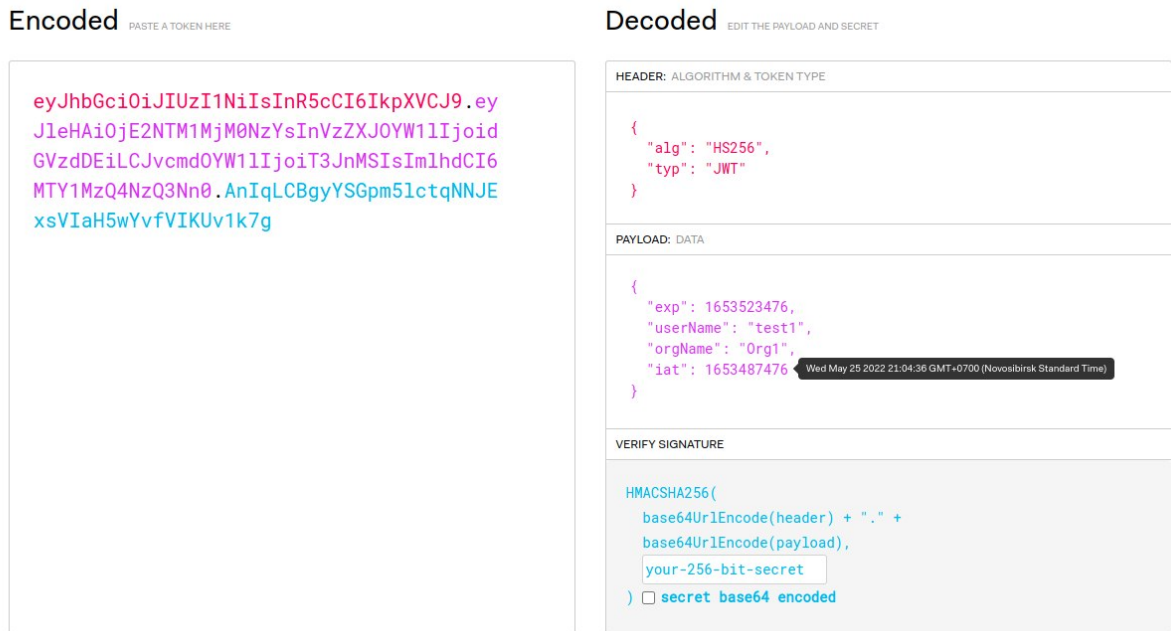 Encoded PASTE A TOKEN HERE
eyJhbGciOiJIUzI1NiIsInR5cCI6IkpXVCJ9.ey
JleHAiOjE2NTM1MjM0NzYsInVzZXJOYW1lIjoid
GVzdDEiLCJvcmdOYW1lIjoiT3JnMSIsImlhdCI6
MTY1MzQ4NzQ3Nn0.AnIqLCBgyYSGpm5lctqNNJE
xsVIaH5wYvfVIKUv1k7g
Decoded EDIT THE PAYLOAD AND SECRET
HEADER: ALGORITHM & TOKEN TYPE
{
"alg": "HS256",
"typ": "JWT"
}
PAYLOAD: DATA
{
"exp": 1653523476,
"userName": "test1",
"orgName": "Org1",
"iat": 1653487476 Wed May 25 2022 21:04:36 GMT+0700 (Novosibirsk Standard Time)
}
VERIFY SIGNATURE
HMACSHA256(
base64UrlEncode(header) + "." +
base64UrlEncode(payload),
your-256-bit-secret
) secret base64 encoded